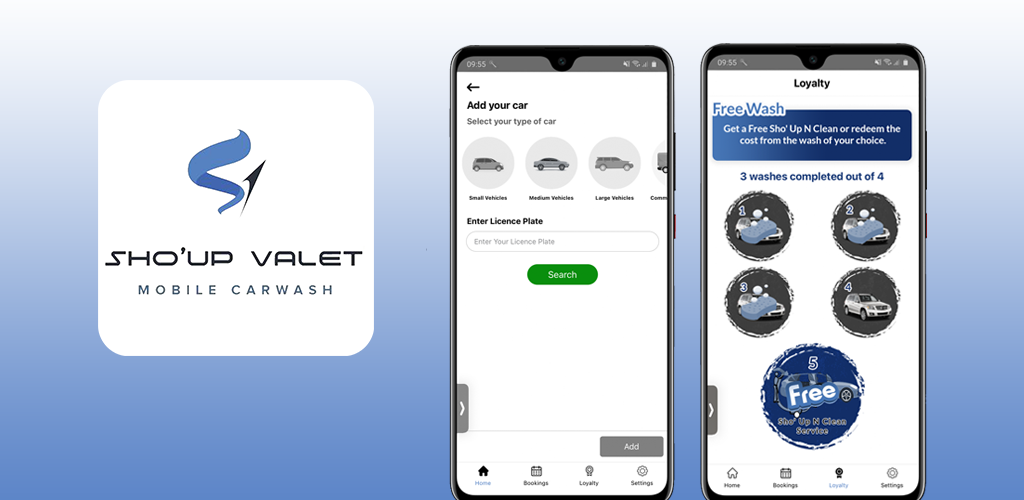 SHO'UP VALET
MOBILE CARWASH
09:55
Add your car
Select your type of car
Small Vehicles
Medium Vehicles
Large Vehicles
Comm
Enter Licence Plate
Enter Your Licence Plate
Search
Add
Home
Bookings
Loyalty
Settings
09:55
Loyalty
Free Wash
Get a Free Sho' Up N Clean or redeem the
cost from the wash of your choice.
3 washes completed out of 4
1
2
3
4
5
Free
Sho' Up N Clean
Service
Home
Bookings
Loyalty
Settings